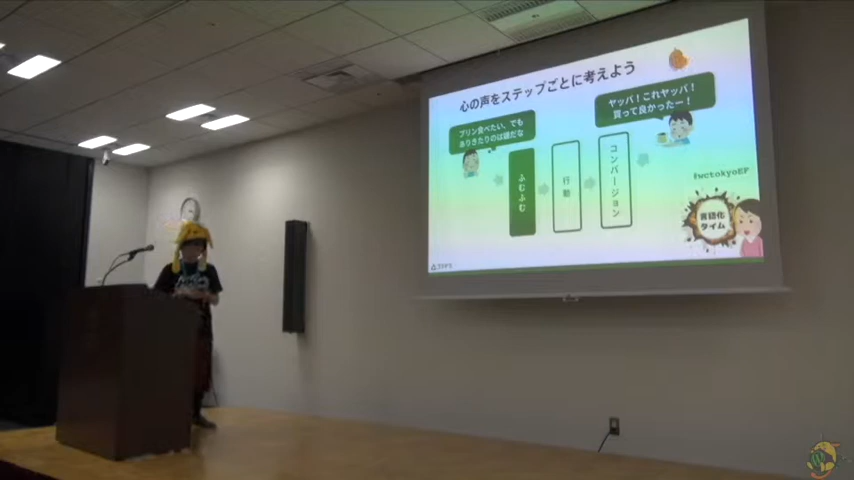 心の声をステップごとに考えよう
プリン食べたい、でも
ありきたりのは嫌だな
ヤッパ！これヤッパ！
買って良かったー！
ふむふむ
行動
コンバージョン
#wctokyoEF
言語化
タイム